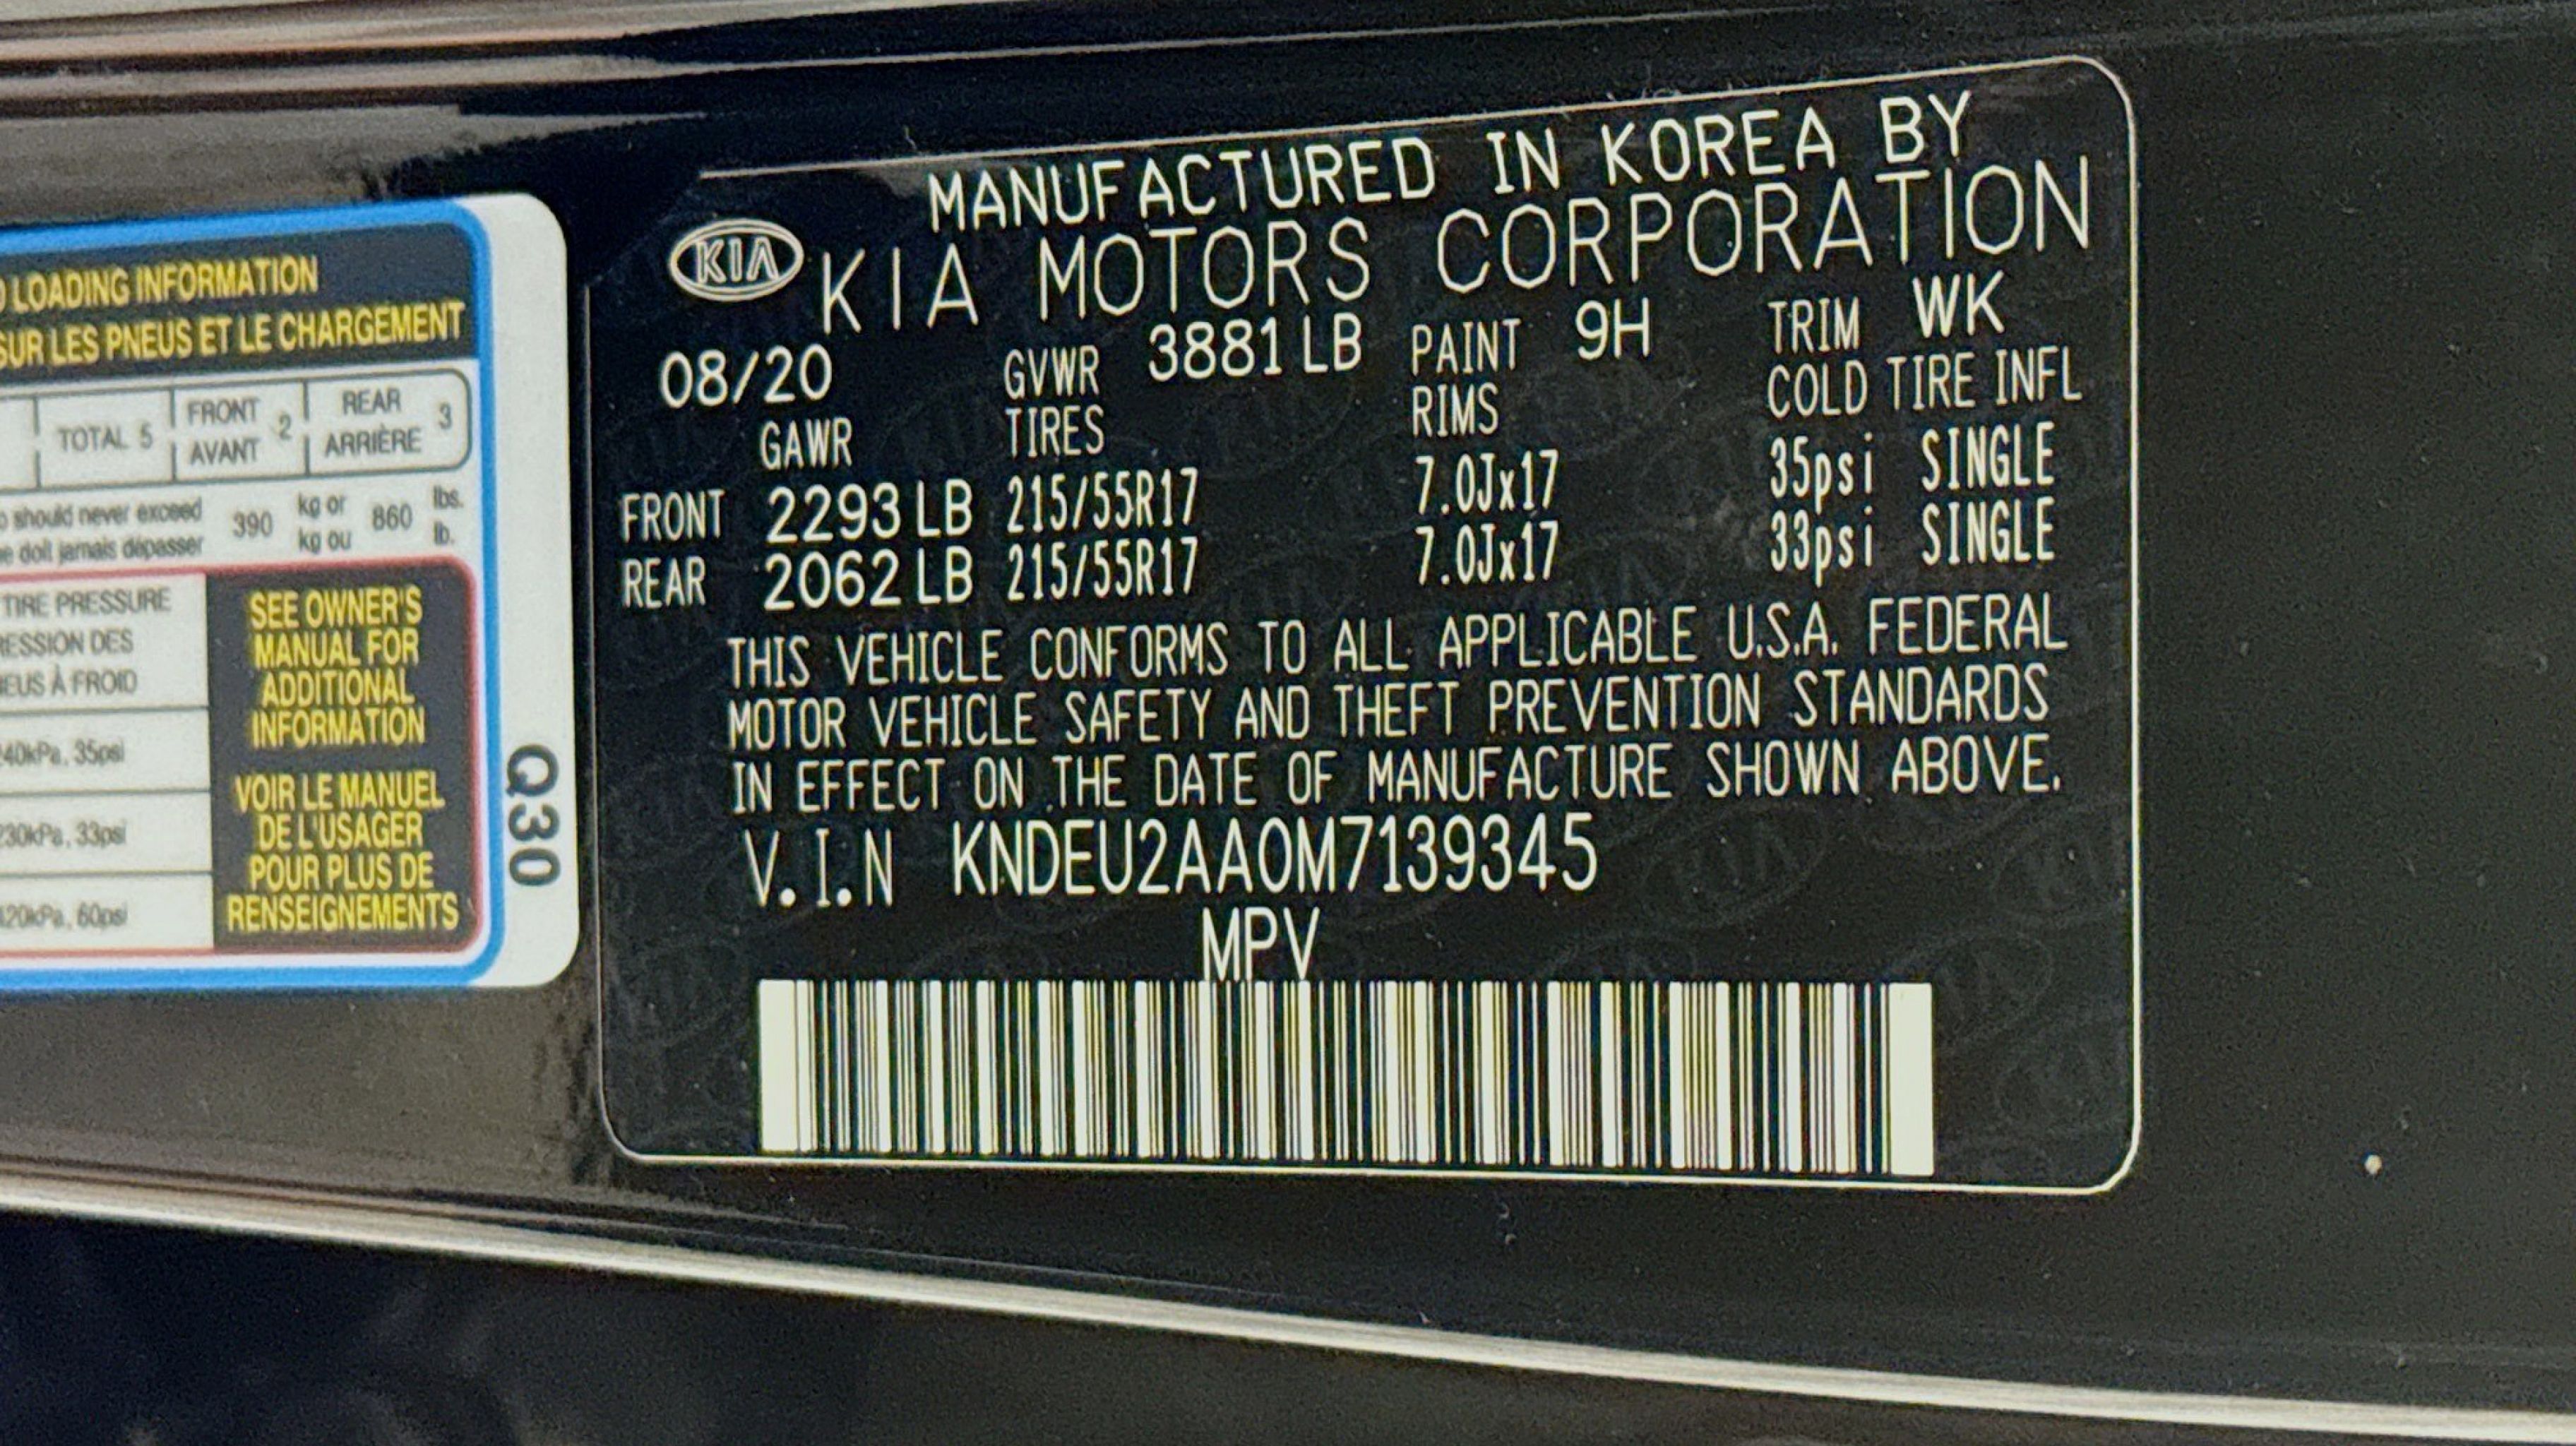 LOADING INFORMATION
SUR LES PNEUS ET LE CHARGEMENT
TOTAL 5
FRONT
AVANT
2
REAR
ARRIÈRE
3
should never exceed
doit jamais dépasser
390
kg or
kg ou
860
lbs.
lb.
TIRE PRESSURE
DES
À FROID
35psi
33psi
60psi
SEE OWNER'S
MANUAL FOR
ADDITIONAL
INFORMATION
VOIR LE MANUEL
DE L'USAGER
POUR PLUS DE
RENSEIGNEMENTS
Q30
MANUFACTURED IN KOREA BY
KIA KIA MOTORS CORPORATION
08/20 GVWR 3881 LB PAINT 9H TRIM WK
GAWR TIRES RIMS COLD TIRE INFL
FRONT 2293 LB 215/55R17 7.0Jx17 35psi SINGLE
REAR 2062 LB 215/55R17 7.0Jx17 33psi SINGLE
THIS VEHICLE CONFORMS TO ALL APPLICABLE U.S.A. FEDERAL
MOTOR VEHICLE SAFETY AND THEFT PREVENTION STANDARDS
IN EFFECT ON THE DATE OF MANUFACTURE SHOWN ABOVE.
V.I.N KNDEU2AA0M7139345
MPV